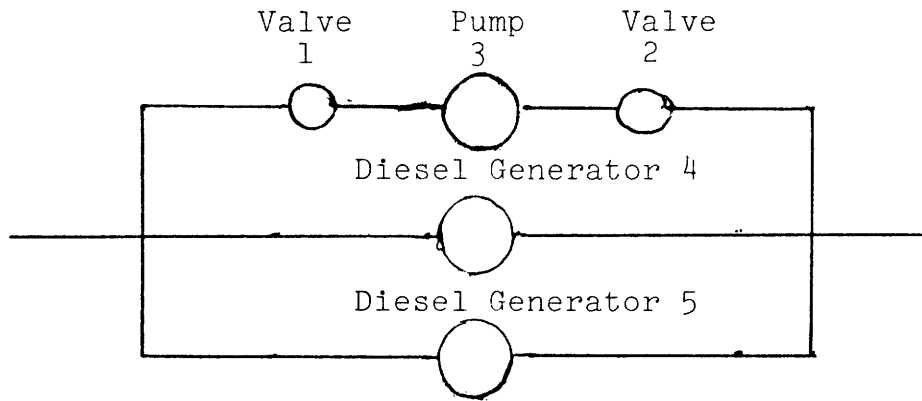 Valve Pump Valve
1 3 2
Diesel Generator 4
Diesel Generator 5